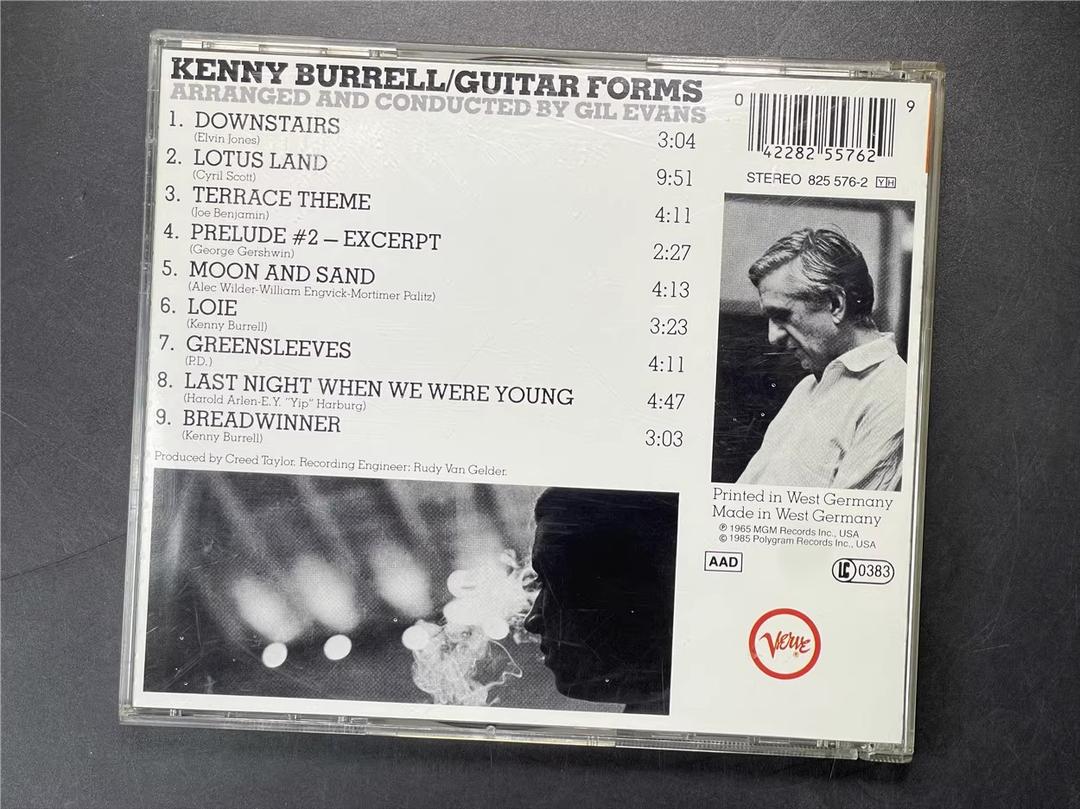 KENNY BURRELL/GUITAR FORMS
ARRANGED AND CONDUCTED BY GIL EVANS
1. DOWNSTAIRS 3:04
(Elvin Jones)
2. LOTUS LAND 9:51
(Cyril Scott)
3. TERRACE THEME 4:11
(Joe Benjamin)
4. PRELUDE #2 – EXCERPT 2:27
(George Gershwin)
5. MOON AND SAND 4:13
(Alec Wilder-William Engvick-Mortimer Palitz)
6. LOIE 3:23
(Kenny Burrell)
7. GREENSLEEVES 4:11
(P.D.)
8. LAST NIGHT WHEN WE WERE YOUNG 4:47
(Harold Arlen-E.Y. "Yip" Harburg)
9. BREADWINNER 3:03
(Kenny Burrell)
Produced by Creed Taylor. Recording Engineer: Rudy Van Gelder.
0 42282 55762 9
STEREO 825 576-2 YH
Printed in West Germany
Made in West Germany
℗ 1965 MGM Records Inc., USA
© 1985 Polygram Records Inc., USA
AAD
LC 0383
Verve